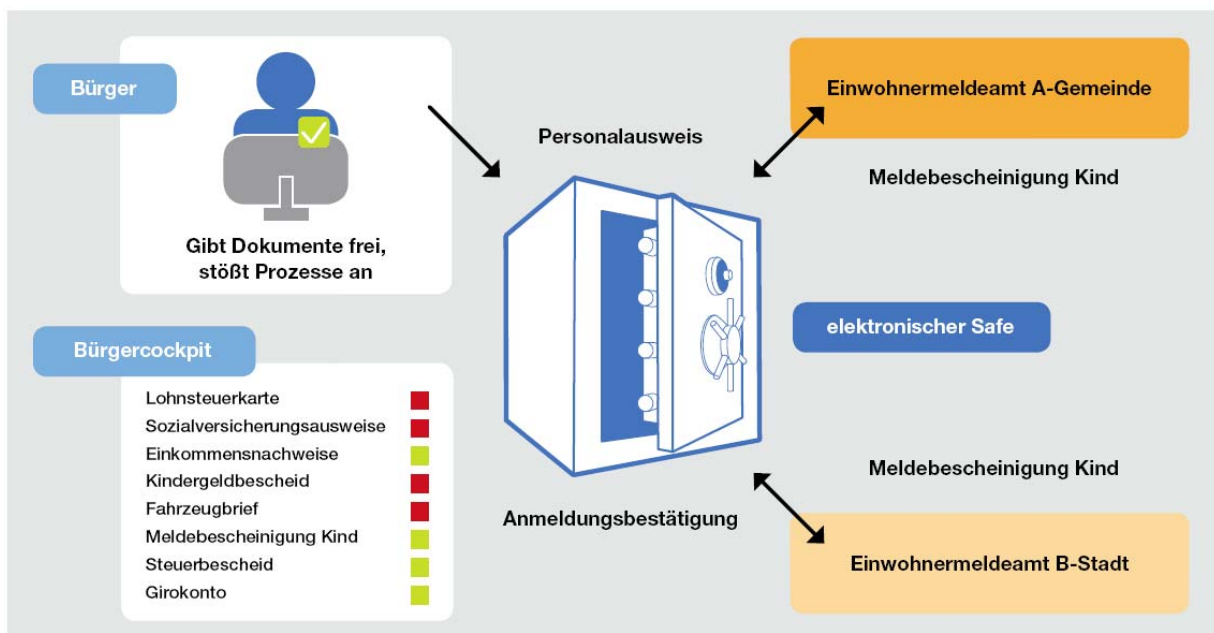 Bürger
Gibt Dokumente frei,
stößt Prozesse an
Bürgercockpit
Lohnsteuerkarte
Sozialversicherungsausweise
Einkommensnachweise
Kindergeldbescheid
Fahrzeugbrief
Meldebescheinigung Kind
Steuerbescheid
Girokonto
Personalausweis
Anmeldungsbestätigung
Einwohnermeldeamt A-Gemeinde
Meldebescheinigung Kind
elektronischer Safe
Meldebescheinigung Kind
Einwohnermeldeamt B-Stadt